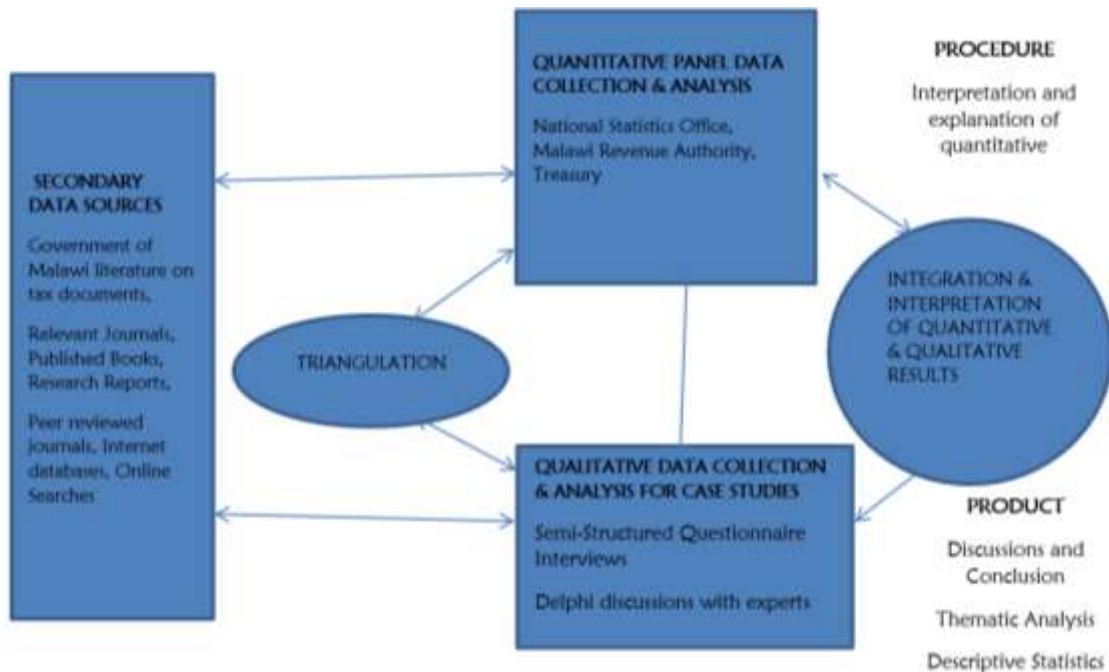 SECONDARY
DATA SOURCES
Government of
Malawi literature on
tax documents,
Relevant Journals,
Published Books,
Research Reports,
Peer reviewed
journals, Internet
databases, Online
Searches
TRIANGULATION
QUANTITATIVE PANEL DATA
COLLECTION & ANALYSIS
National Statistics Office,
Malawi Revenue Authority,
Treasury
QUALITATIVE DATA COLLECTION
& ANALYSIS FOR CASE STUDIES
Semi-Structured Questionnaire
Interviews
Delphi discussions with experts
PROCEDURE
Interpretation and
explanation of
quantitative
INTEGRATION &
INTERPRETATION
OF QUANTITATIVE
& QUALITATIVE
RESULTS
PRODUCT
Discussions and
Conclusion
Thematic Analysis
Descriptive Statistics